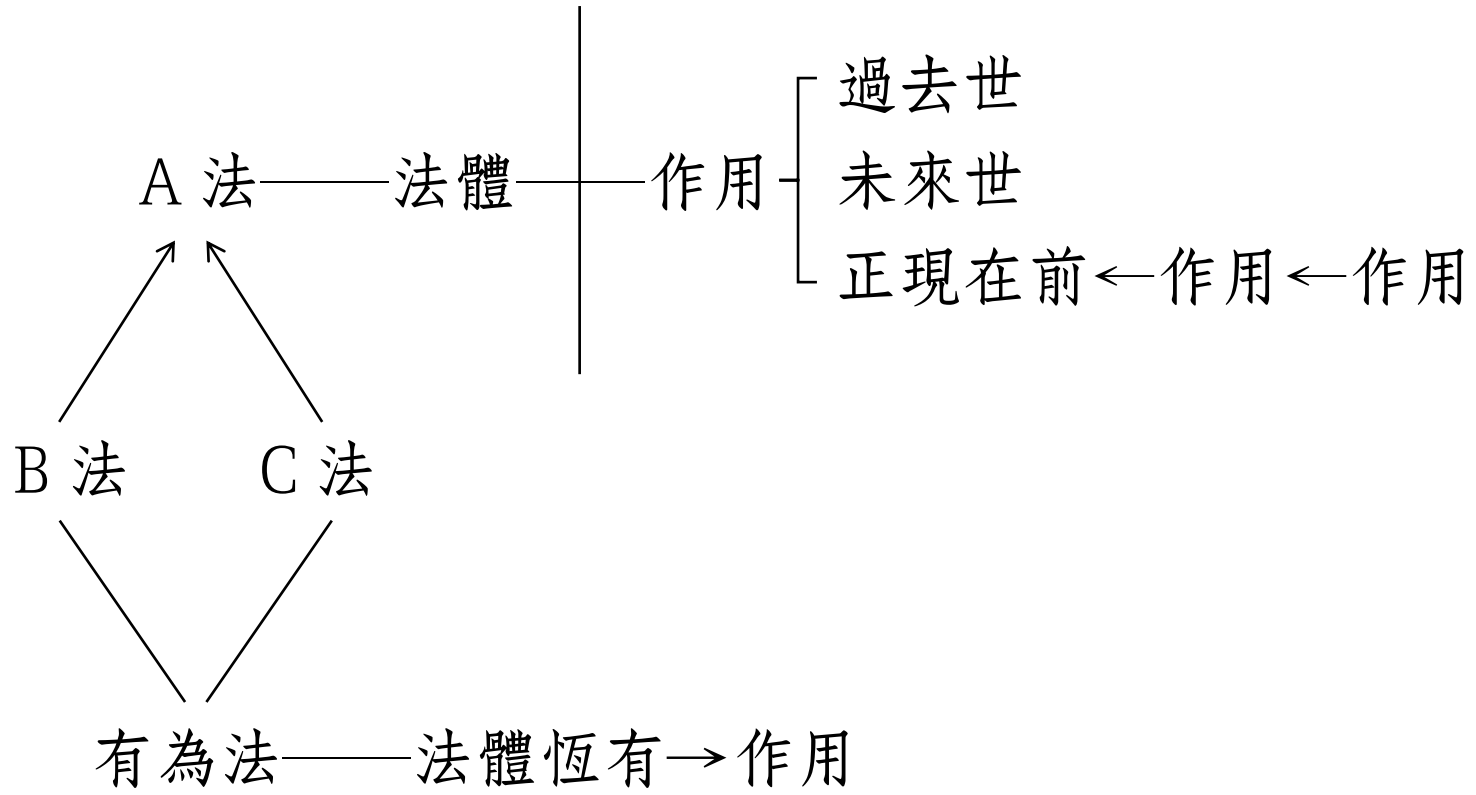 過去世
未來世
A 法 法體 作用
正現在前 作用 作用
B 法 C 法
有為法 法體恆有 作用